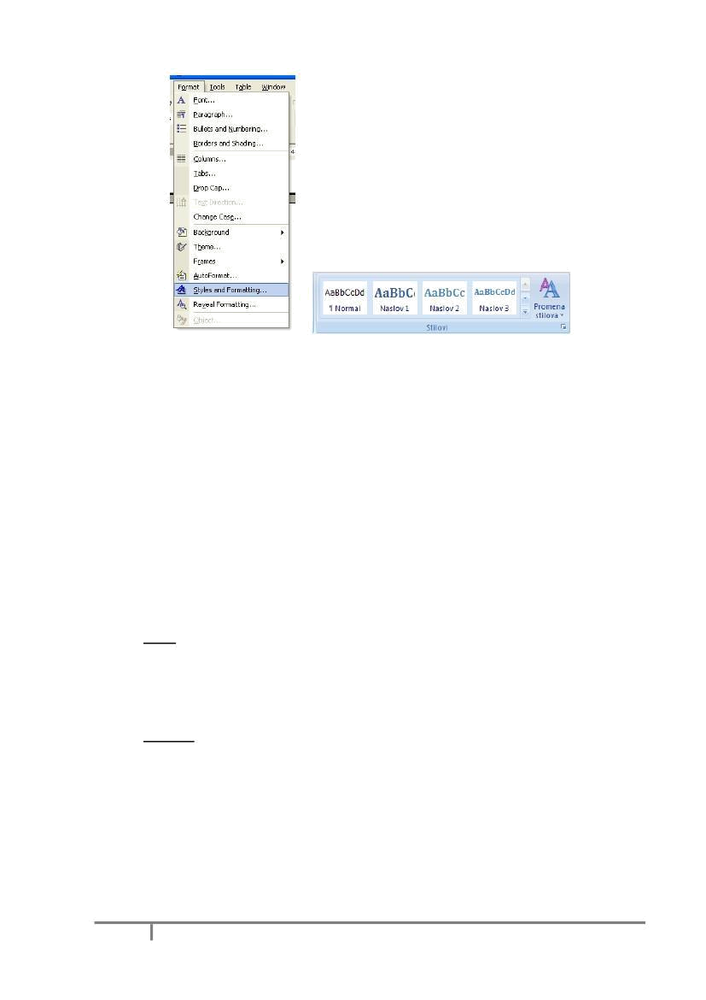 Format Tools Table Window
Font...
Paragraph...
Bullets and Numbering...
Borders and Shading...
Columns...
4
Tabs...
Drop Cap...
Text Direction...
Change Case...
Background
Theme...
Frames
AutoFormat...
Styles and Formatting...
Reveal Formatting...
Object...
AaBbCcDd AaBbC AaBbCc AaBbCcDd
¶ Normal Naslov 1 Naslov 2 Naslov 3
Promena
stilova
Stilovi